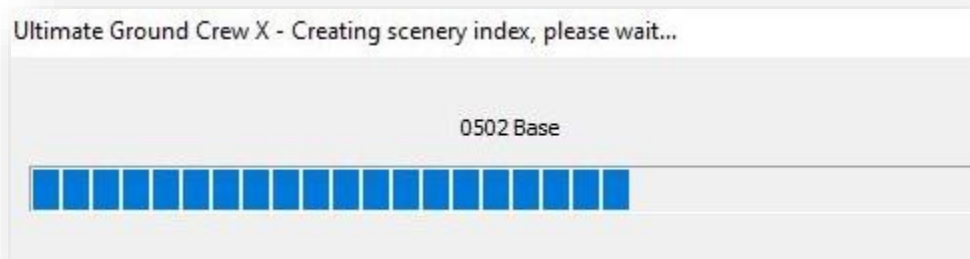 Ultimate Ground Crew X - Creating scenery index, please wait...
0502 Base